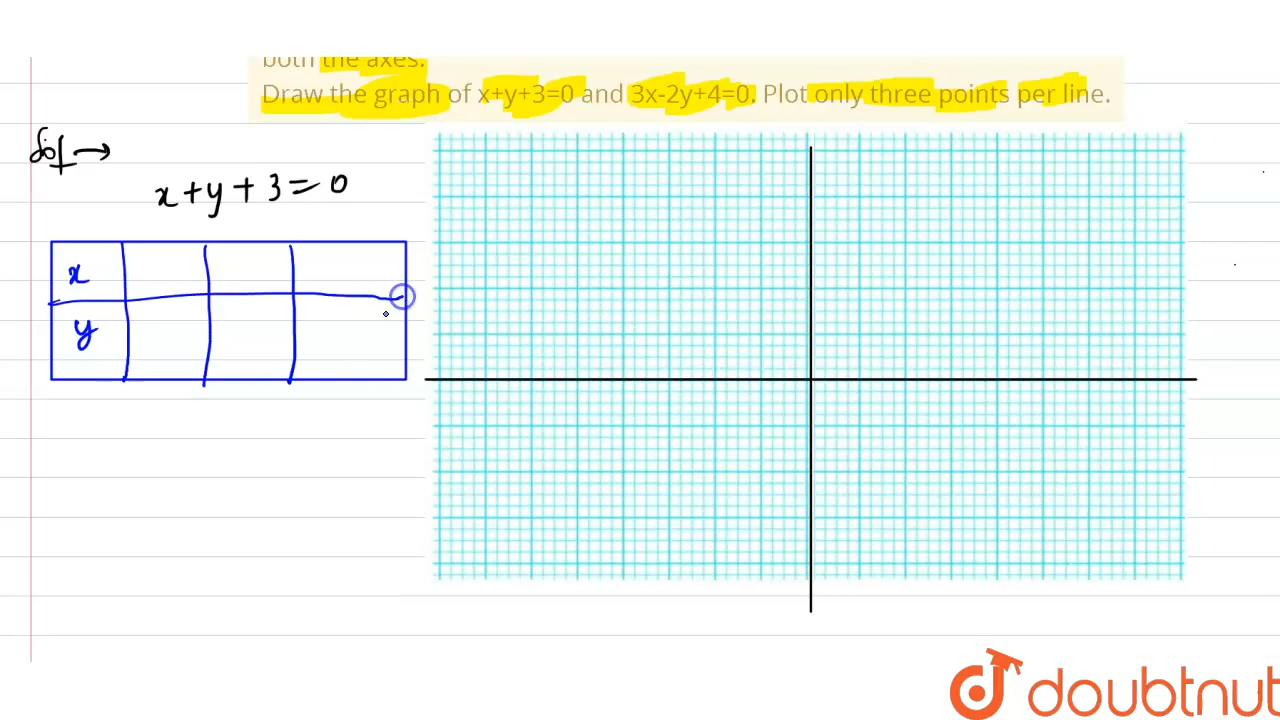 both the axes.
Draw the graph of x+y+3=0 and 3x-2y+4=0. Plot only three points per line.
Sol →
x+y+3=0
x
y
doubtnut